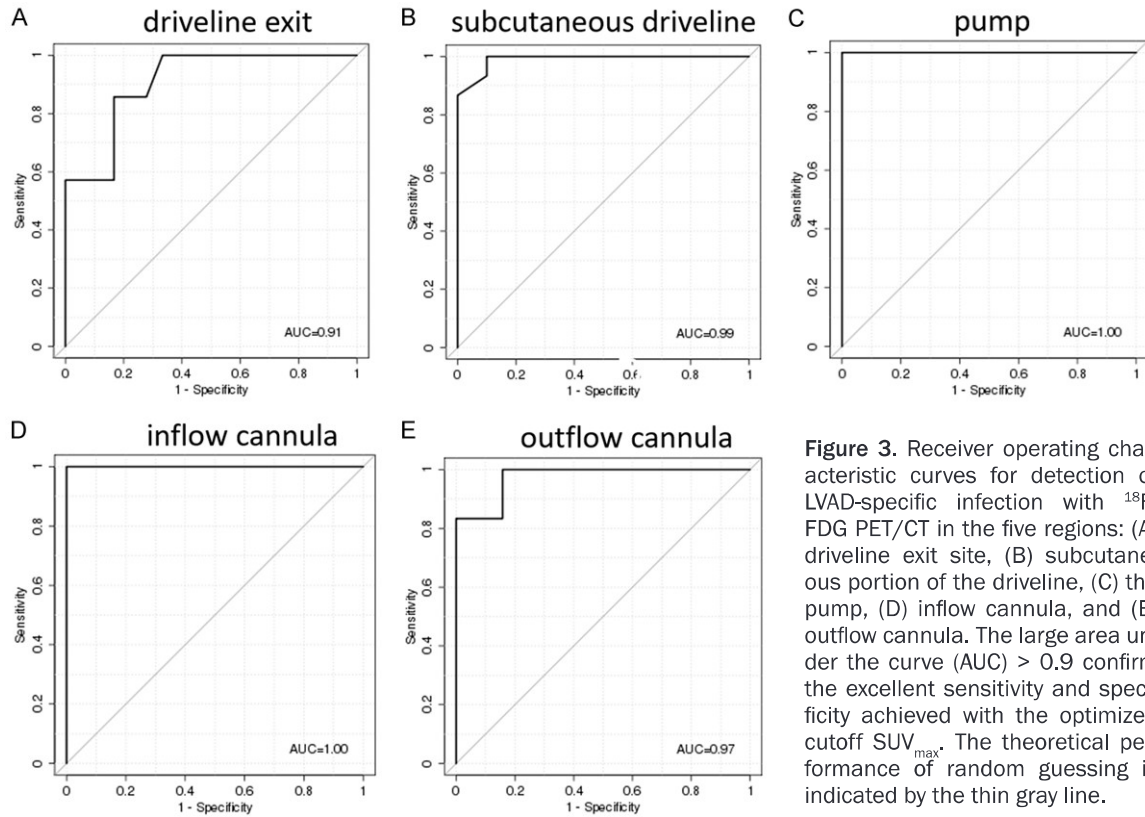 A driveline exit
1
0.8
0.6
0.4
0.2
0
Sensitivity
AUC=0.91
0 0.2 0.4 0.6 0.8 1
1 - Specificity
B subcutaneous driveline
1
0.8
0.6
0.4
0.2
0
Sensitivity
AUC=0.99
0 0.2 0.4 0.8 1
1 - Specificity
C pump
1
0.8
0.6
0.4
0.2
0
Sensitivity
AUC=1.00
0 0.2 0.4 0.6 0.8 1
1 - Specificity
D inflow cannula
1
0.8
0.6
0.4
0.2
0
Sensitivity
AUC=1.00
0 0.2 0.4 0.6 0.8 1
1 - Specificity
E outflow cannula
1
0.8
0.6
0.4
0.2
0
Sensitivity
AUC=0.97
0 0.2 0.4 0.6 0.8 1
1 - Specificity
Figure 3. Receiver operating cha
acteristic curves for detection o
LVAD-specific infection with ¹⁸F
FDG PET/CT in the five regions: (A
driveline exit site, (B) subcutane
ous portion of the driveline, (C) th
pump, (D) inflow cannula, and (E
outflow cannula. The large area un
der the curve (AUC) > 0.9 confirm
the excellent sensitivity and spec
ficity achieved with the optimize
cutoff SUVmax. The theoretical pe
formance of random guessing i
indicated by the thin gray line.